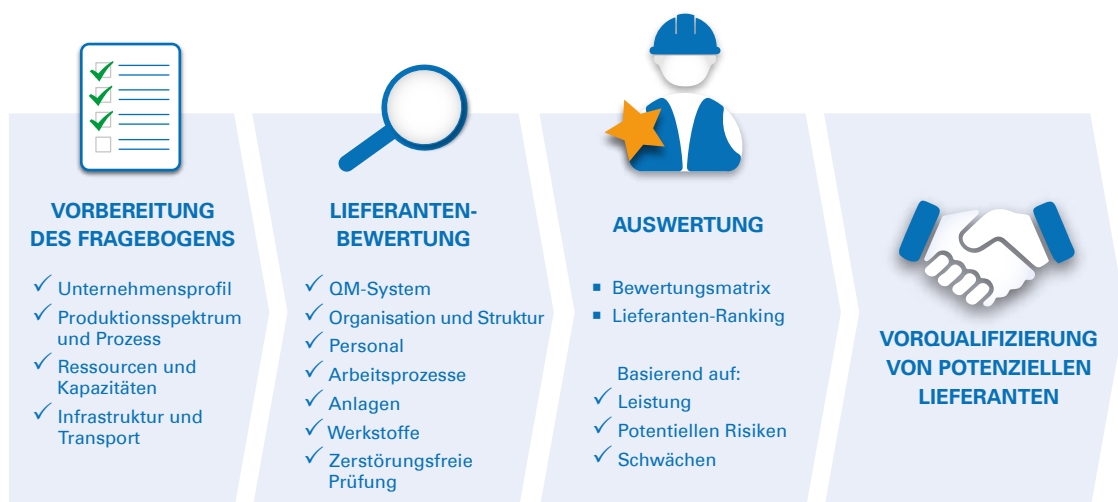 VORBEREITUNG
DES FRAGEBOGENS
Unternehmensprofil
Produktionsspektrum
und Prozess
Ressourcen und
Kapazitäten
Infrastruktur und
Transport
LIEFERANTEN-
BEWERTUNG
QM-System
Organisation und Struktur
Personal
Arbeitsprozesse
Anlagen
Werkstoffe
Zerstörungsfreie
Prüfung
AUSWERTUNG
Bewertungsmatrix
Lieferanten-Ranking
Basierend auf:
Leistung
Potentiellen Risiken
Schwächen
VORQUALIFIZIERUNG
VON POTENZIELLEN
LIEFERANTEN